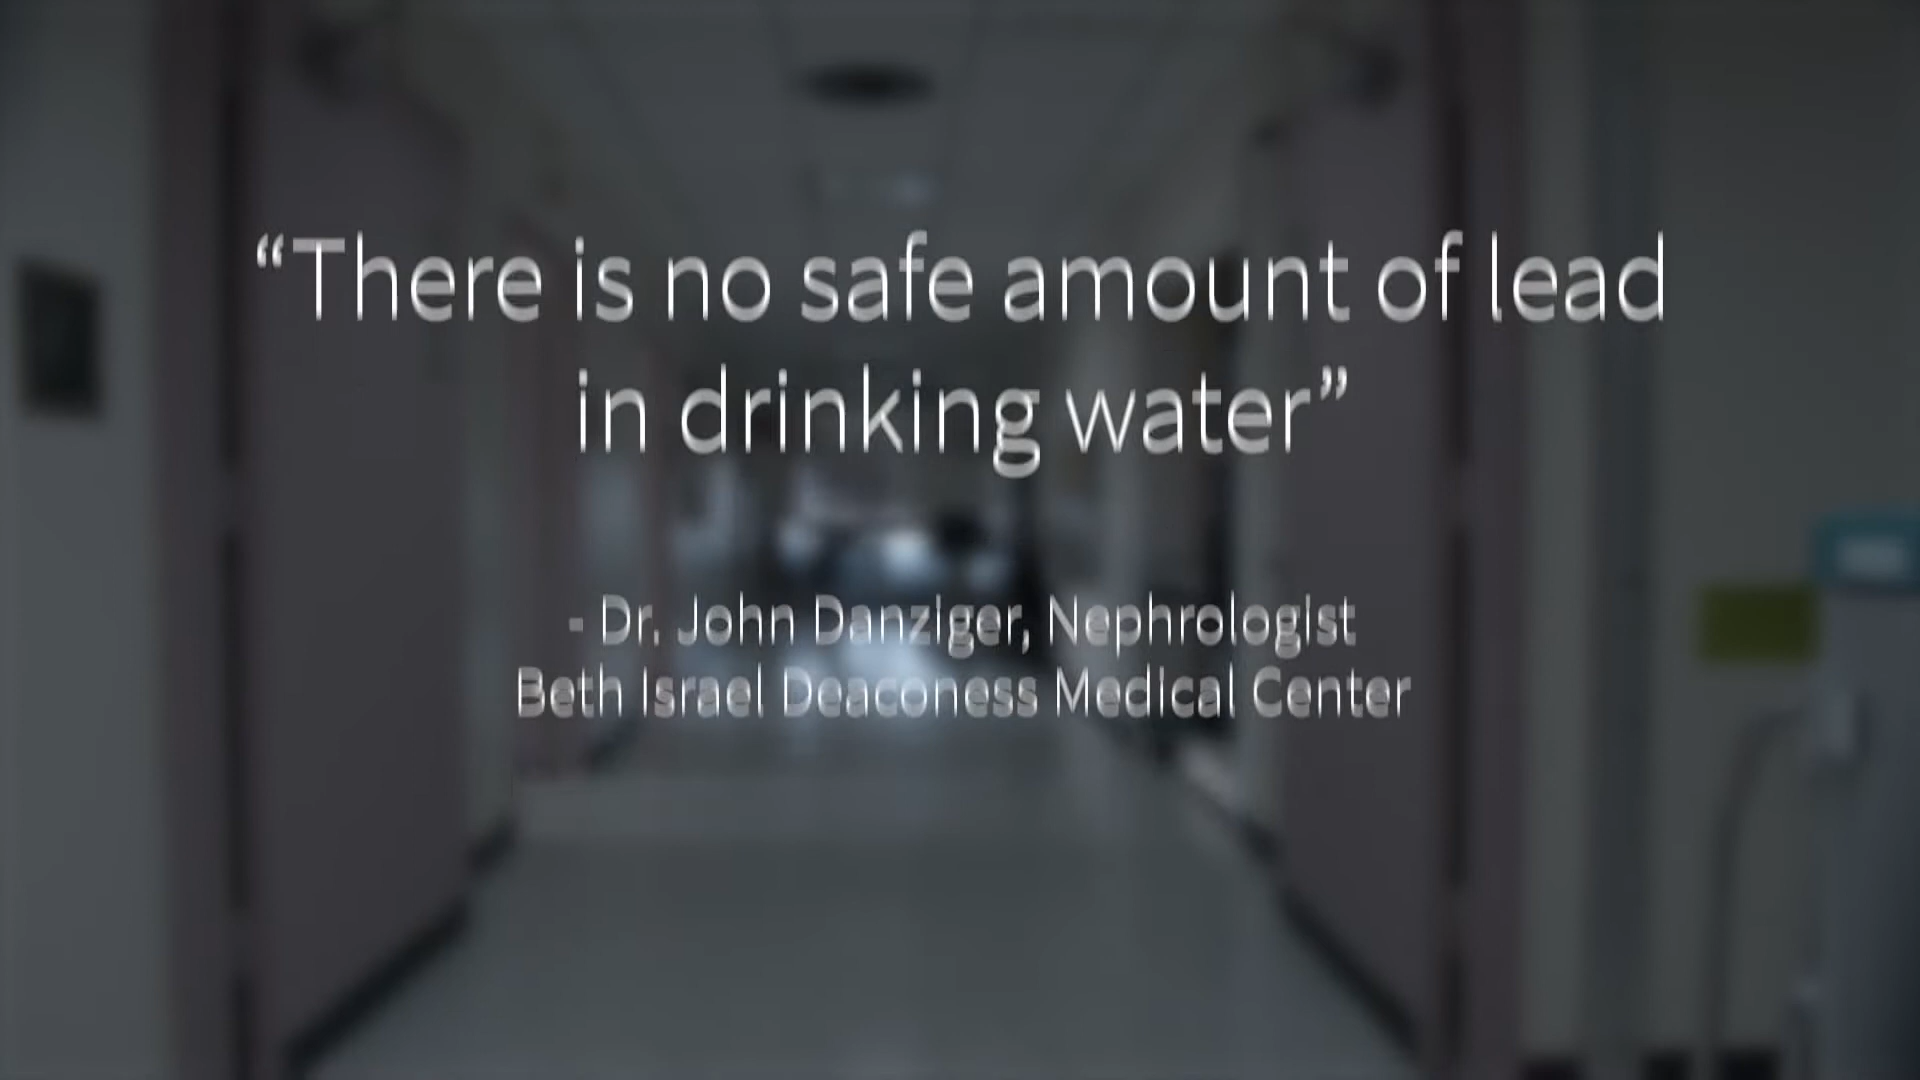 “There is no safe amount of lead
in drinking water”
- Dr. John Danziger, Nephrologist
Beth Israel Deaconess Medical Center